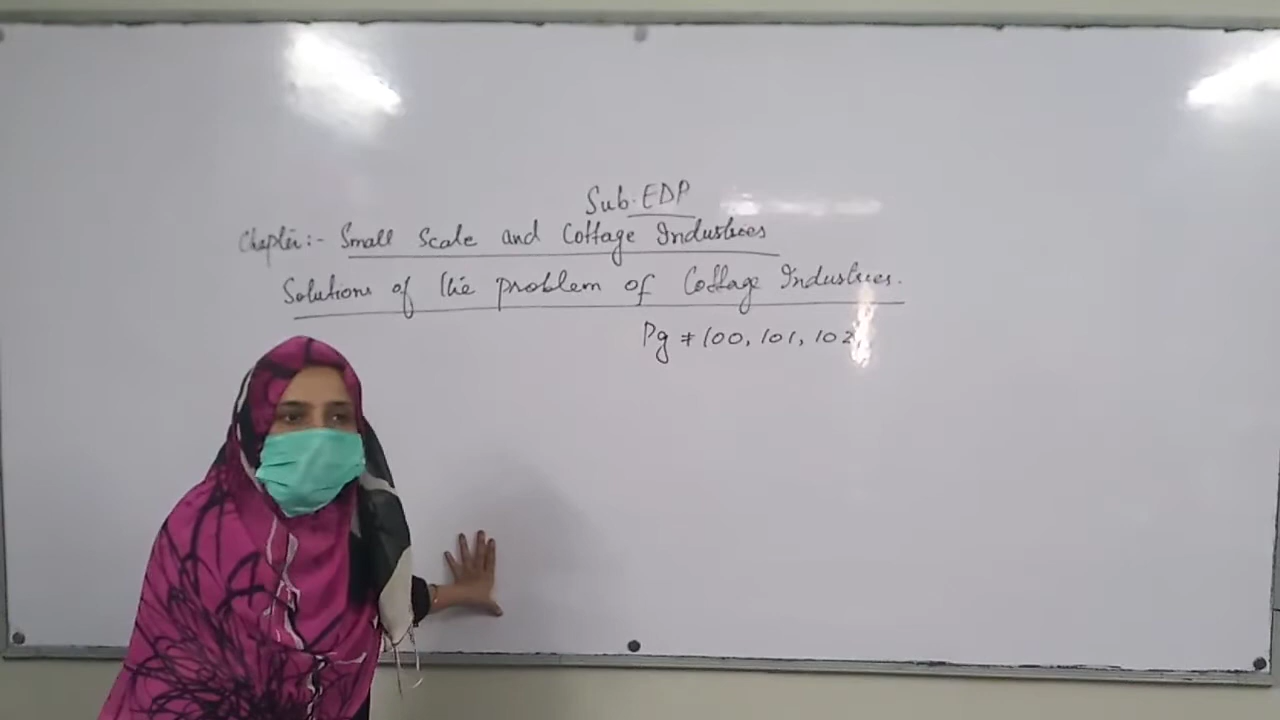 Sub. EDP
Chapter:- Small Scale and Cottage Industries
Solutions of the problem of Cottage Industries.
Pg # 100, 101, 102